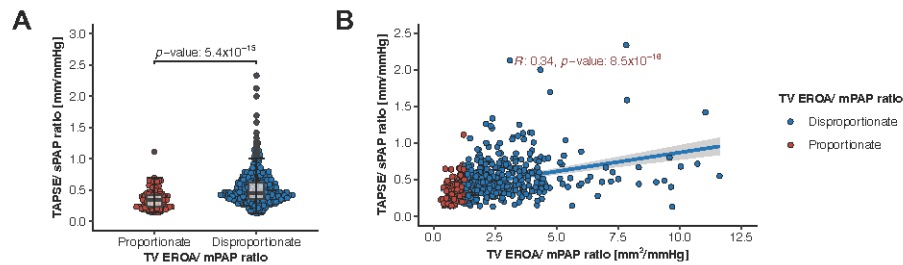 A
TAPSE/ sPAP ratio [mm/mmHg]
3.0
2.5
2.0
1.5
1.0
0.5
0.0
p−value: 5.4x10⁻¹⁵
Proportionate
Disproportionate
TV EROA/ mPAP ratio
B
TAPSE/ sPAP ratio [mm/mmHg]
2.5
2.0
1.5
1.0
0.5
0.0
R: 0.34, p−value: 8.5x10⁻¹⁶
0.0
2.5
5.0
7.5
10.0
12.5
TV EROA/ mPAP ratio [mm²/mmHg]
TV EROA/ mPAP ratio
Disproportionate
Proportionate